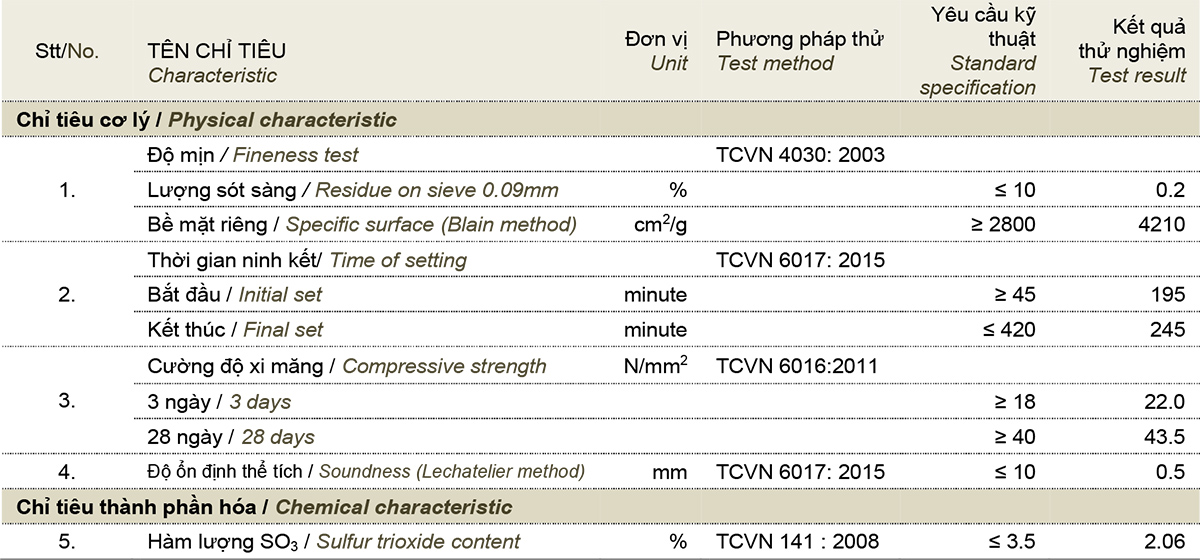 Stt/No. TÊN CHỈ TIÊU Characteristic Đơn vị Unit Phương pháp thử Test method Yêu cầu kỹ thuật Standard specification Kết quả thử nghiệm Test result
Chỉ tiêu cơ lý / Physical characteristic
1.
Độ mịn / Fineness test TCVN 4030: 2003
Lượng sót sàng / Residue on sieve 0.09mm % ≤ 10 0.2
Bề mặt riêng / Specific surface (Blain method) cm²/g ≥ 2800 4210
2.
Thời gian ninh kết/ Time of setting TCVN 6017: 2015
Bắt đầu / Initial set minute ≥ 45 195
Kết thúc / Final set minute ≤ 420 245
3.
Cường độ xi măng / Compressive strength N/mm² TCVN 6016:2011
3 ngày / 3 days ≥ 18 22.0
28 ngày / 28 days ≥ 40 43.5
4. Độ ổn định thể tích / Soundness (Lechatelier method) mm TCVN 6017: 2015 ≤ 10 0.5
Chỉ tiêu thành phần hóa / Chemical characteristic
5. Hàm lượng SO₃ / Sulfur trioxide content % TCVN 141 : 2008 ≤ 3.5 2.06